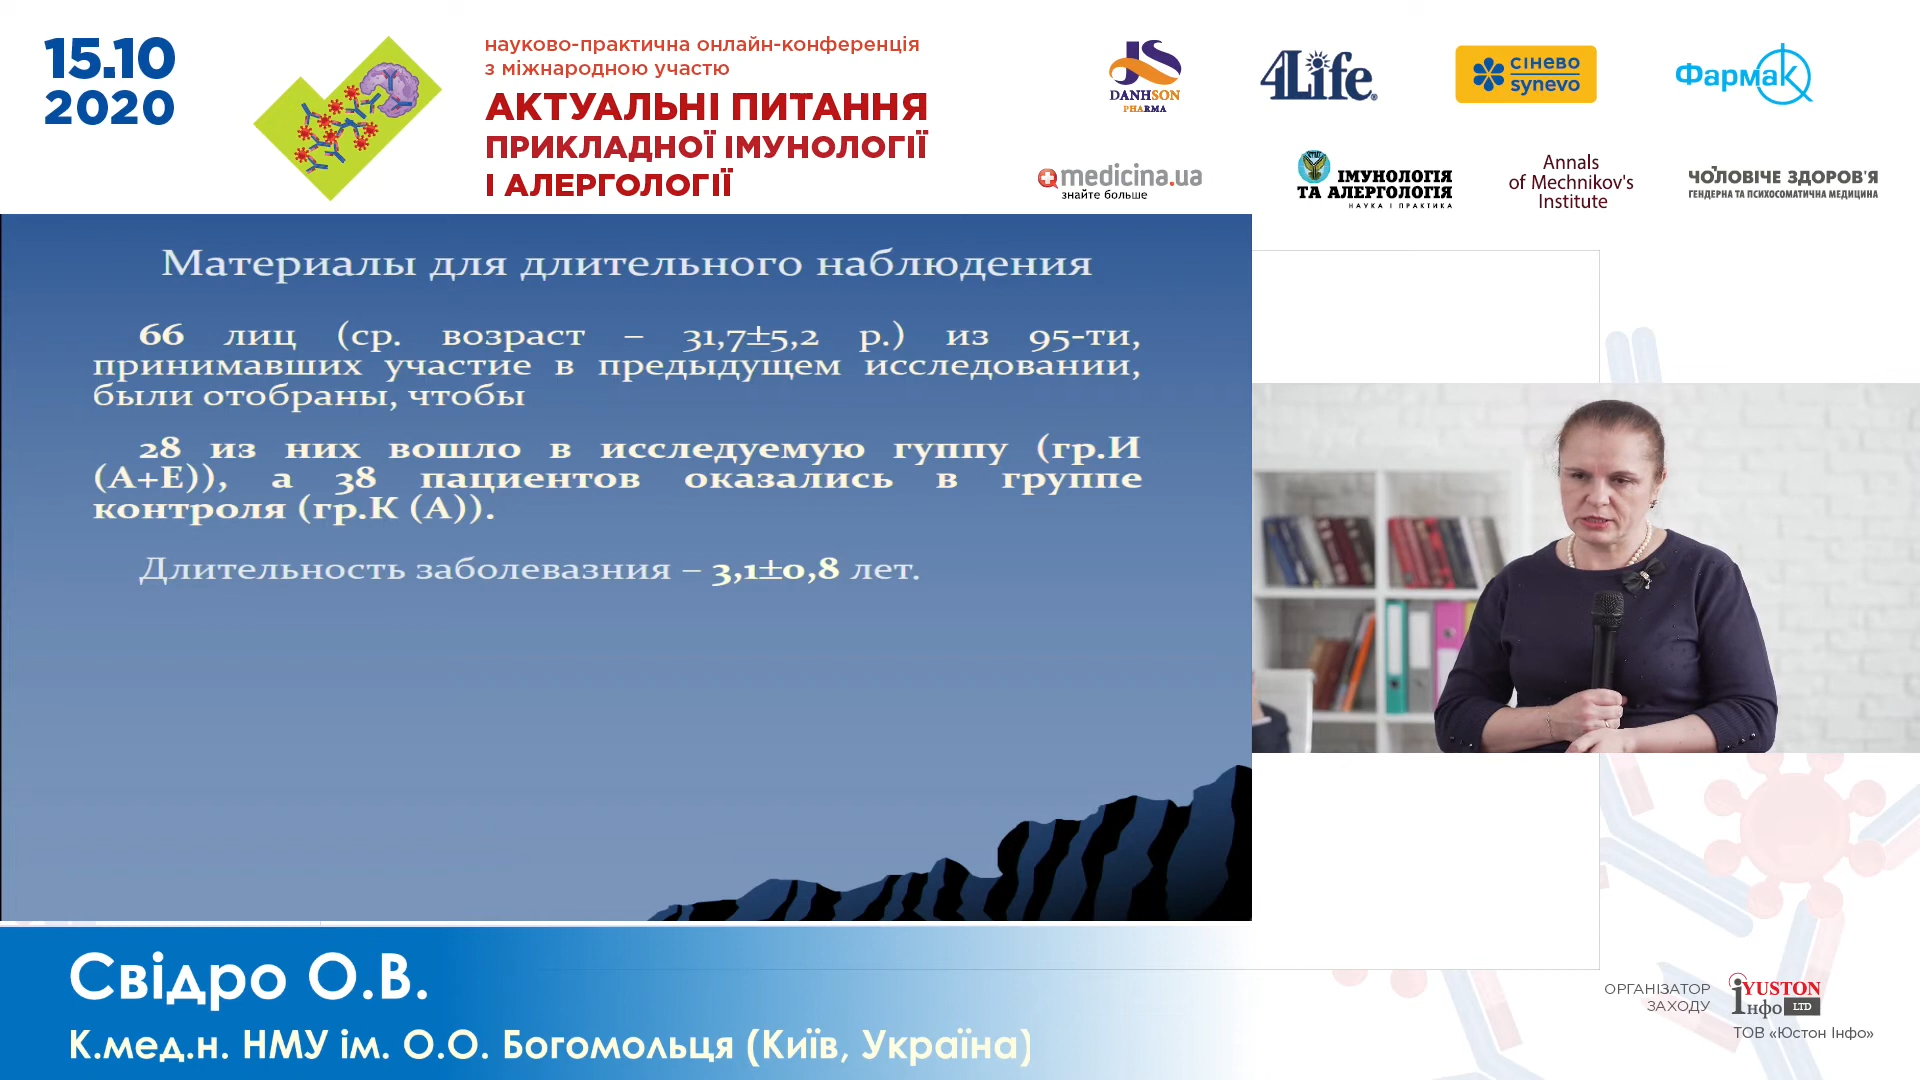 15.10
2020
науково-практична онлайн-конференція
з міжнародною участю
АКТУАЛЬНІ ПИТАННЯ
ПРИКЛАДНОЇ ІМУНОЛОГІЇ
І АЛЕРГОЛОГІЇ
DANHSON
PHARMA
4Life®
сінево
synevo
Фармак
medicina.ua
знайте больше
ІМУНОЛОГІЯ
ТА АЛЕРГОЛОГІЯ
НАУКА І ПРАКТИКА
Annals
of Mechnikov's
Institute
ЧОЛОВІЧЕ ЗДОРОВ'Я
ГЕНДЕРНА ТА ПСИХОСОМАТИЧНА МЕДИЦИНА
Материалы для длительного наблюдения
66 лиц (ср. возраст – 31,7±5,2 р.) из 95-ти,
принимавших участие в предыдущем исследовании,
были отобраны, чтобы
28 из них вошло в исследуемую гуппу (гр.И
(А+Е)), а 38 пациентов оказались в группе
контроля (гр.К (А)).
Длительность заболевазния – 3,1±0,8 лет.
Свідро О.В.
К.мед.н. НМУ ім. О.О. Богомольця (Київ, Україна)
ОРГАНІЗАТОР
ЗАХОДУ
iYUSTON
Інфо LTD
ТОВ «Юстон Інфо»